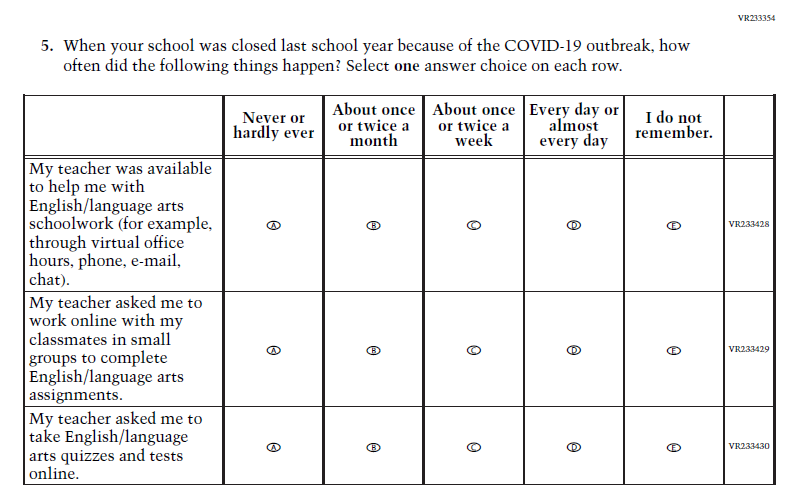 VR233354
5. When your school was closed last school year because of the COVID-19 outbreak, how
often did the following things happen? Select one answer choice on each row.
Never or
hardly ever
About once
or twice a
month
About once
or twice a
week
Every day or
almost
every day
I do not
remember.
My teacher was available
to help me with
English/language arts
schoolwork (for example,
through virtual office
hours, phone, e-mail,
chat).
A B C D E VR233428
My teacher asked me to
work online with my
classmates in small
groups to complete
English/language arts
assignments.
A B C D E VR233429
My teacher asked me to
take English/language
arts quizzes and tests
online.
A B C D E VR233430